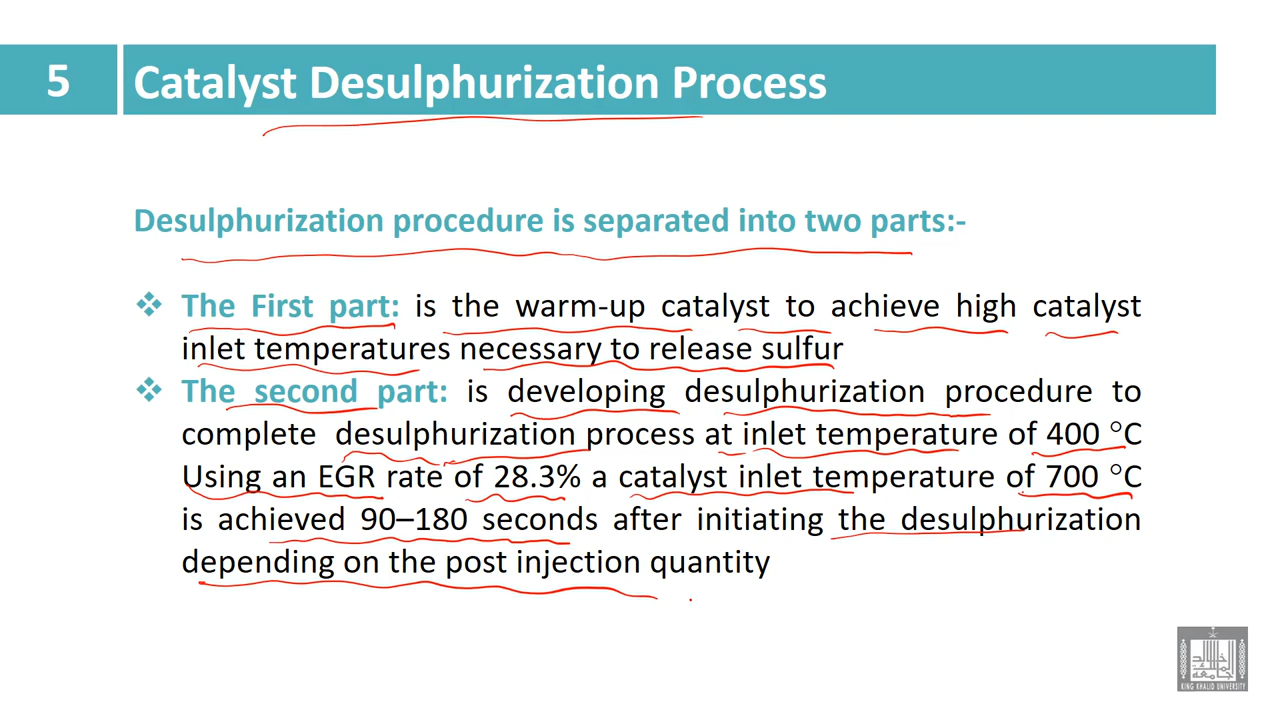 5
Catalyst Desulphurization Process
Desulphurization procedure is separated into two parts:-
❖ The First part: is the warm-up catalyst to achieve high catalyst
inlet temperatures necessary to release sulfur
❖ The second part: is developing desulphurization procedure to
complete desulphurization process at inlet temperature of 400 °C
Using an EGR rate of 28.3% a catalyst inlet temperature of 700 °C
is achieved 90–180 seconds after initiating the desulphurization
depending on the post injection quantity
KING KHALID UNIVERSITY